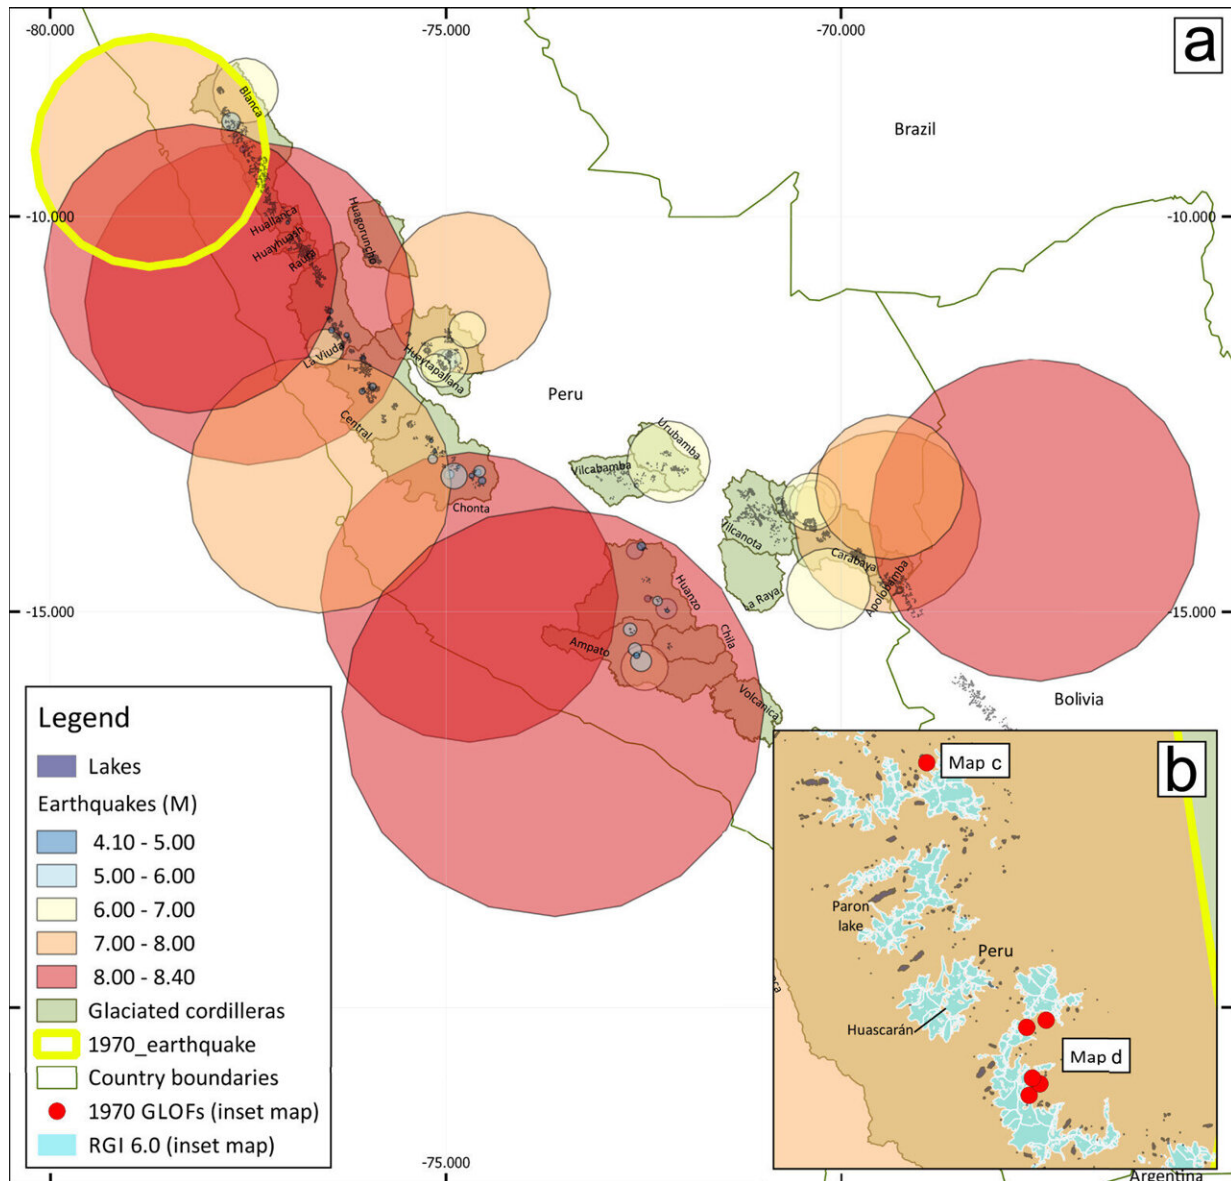 -80.000
-75.000
-70.000
a
Blanca
Brazil
-10.000
-10.000
Huallanca
Huayhuash
Raura
Huagoruncho
La Viuda
Huaytapallana
Peru
Central
Urubamba
Vilcabamba
Chonta
Vilcanota
Carabaya
La Raya
Apolobamba
-15.000
-15.000
Huanzo
Chila
Ampato
Volcanica
Bolivia
Legend
Lakes
Earthquakes (M)
4.10 - 5.00
5.00 - 6.00
6.00 - 7.00
7.00 - 8.00
8.00 - 8.40
Glaciated cordilleras
1970_earthquake
Country boundaries
1970 GLOFs (inset map)
RGI 6.0 (inset map)
b
Map c
Paron
lake
Peru
Huascarán
Map d
-75.000
Argentina